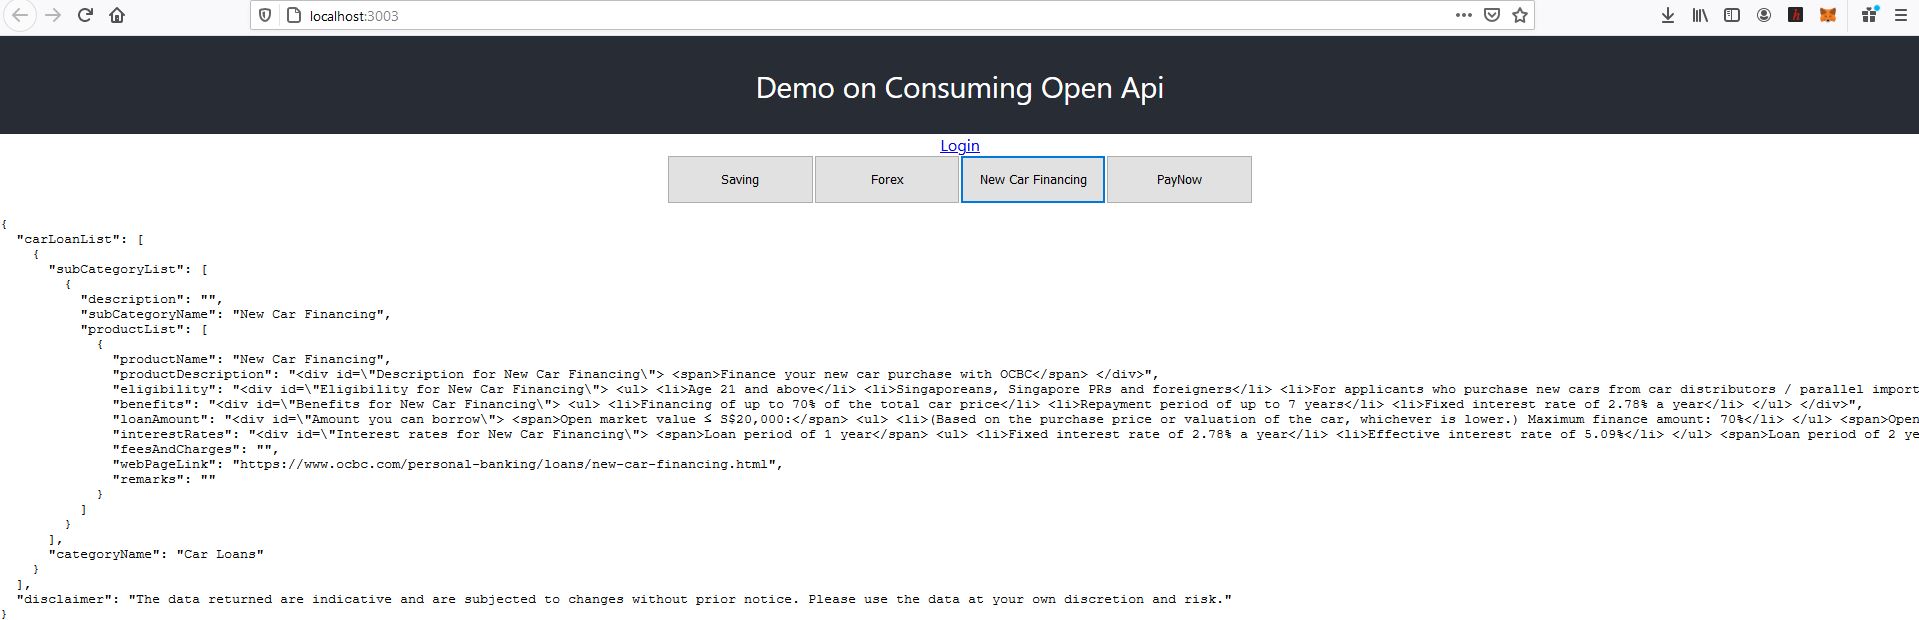 localhost:3003
Demo on Consuming Open Api
Login
Saving Forex New Car Financing PayNow
{
  "carLoanList": [
    {
      "subCategoryList": [
        {
          "description": "",
          "subCategoryName": "New Car Financing",
          "productList": [
            {
              "productName": "New Car Financing",
              "productDescription": "<div id=\"Description for New Car Financing\"> <span>Finance your new car purchase with OCBC</span> </div>",
              "eligibility": "<div id=\"Eligibility for New Car Financing\"> <ul> <li>Age 21 and above</li> <li>Singaporeans, Singapore PRs and foreigners</li> <li>For applicants who purchase new cars from car distributors / parallel import
              "benefits": "<div id=\"Benefits for New Car Financing\"> <ul> <li>Financing of up to 70% of the total car price</li> <li>Repayment period of up to 7 years</li> <li>Fixed interest rate of 2.78% a year</li> </ul> </div>",
              "loanAmount": "<div id=\"Amount you can borrow\"> <span>Open market value ≤ S$20,000:</span> <ul> <li>(Based on the purchase price or valuation of the car, whichever is lower.) Maximum finance amount: 70%</li> </ul> <span>Open
              "interestRates": "<div id=\"Interest rates for New Car Financing\"> <span>Loan period of 1 year</span> <ul> <li>Fixed interest rate of 2.78% a year</li> <li>Effective interest rate of 5.09%</li> </ul> <span>Loan period of 2 ye
              "feesAndCharges": "",
              "webPageLink": "https://www.ocbc.com/personal-banking/loans/new-car-financing.html",
              "remarks": ""
            }
          ]
        }
      ],
      "categoryName": "Car Loans"
    }
  ],
  "disclaimer": "The data returned are indicative and are subjected to changes without prior notice. Please use the data at your own discretion and risk."
}